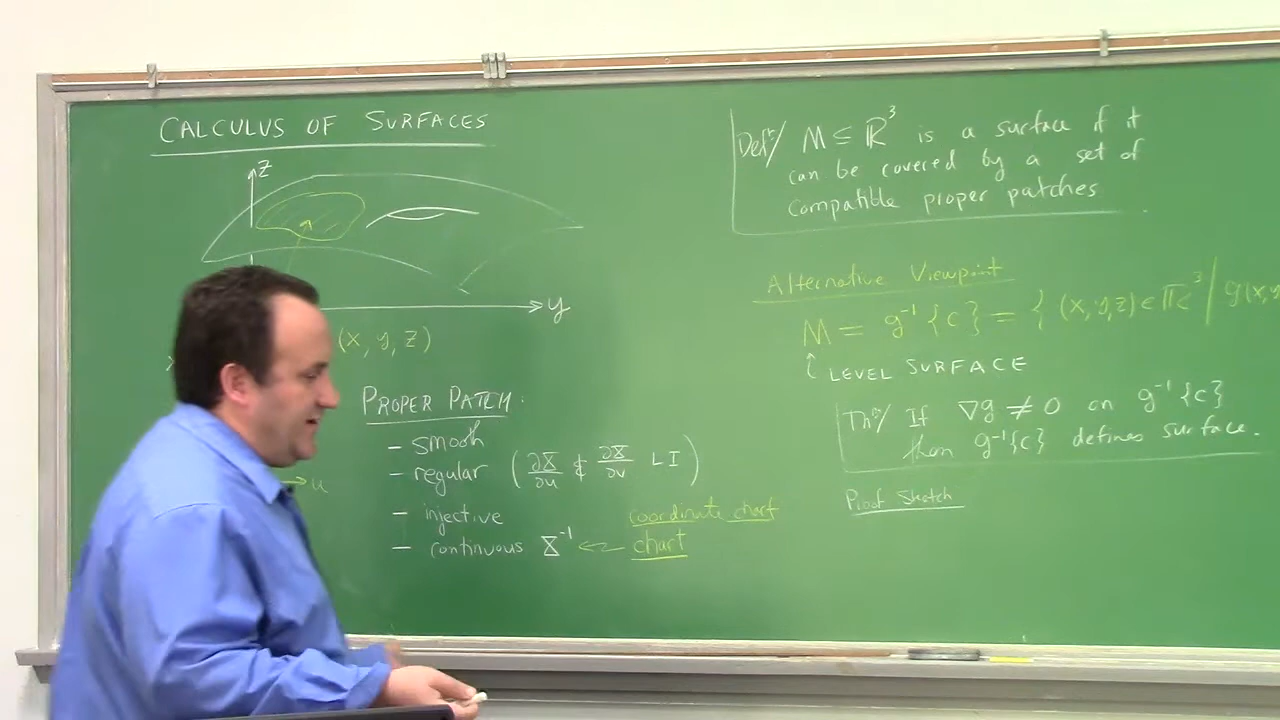 CALCULUS OF SURFACES
z
y
(x, y, z)
u
PROPER PATCH:
– smooth
– regular (∂X/∂u & ∂X/∂v LI)
– injective
– continuous X⁻¹ ← chart
coordinate chart
Defⁿ/ M ⊆ ℝ³ is a surface if it
can be covered by a set of
compatible proper patches
Alternative Viewpoint
M = g⁻¹{c} = { (x,y,z) ∈ ℝ³ / g(x,y
↑ LEVEL SURFACE
Thᵐ/ If ∇g ≠ 0 on g⁻¹{c}
then g⁻¹{c} defines surface.
Proof Sketch